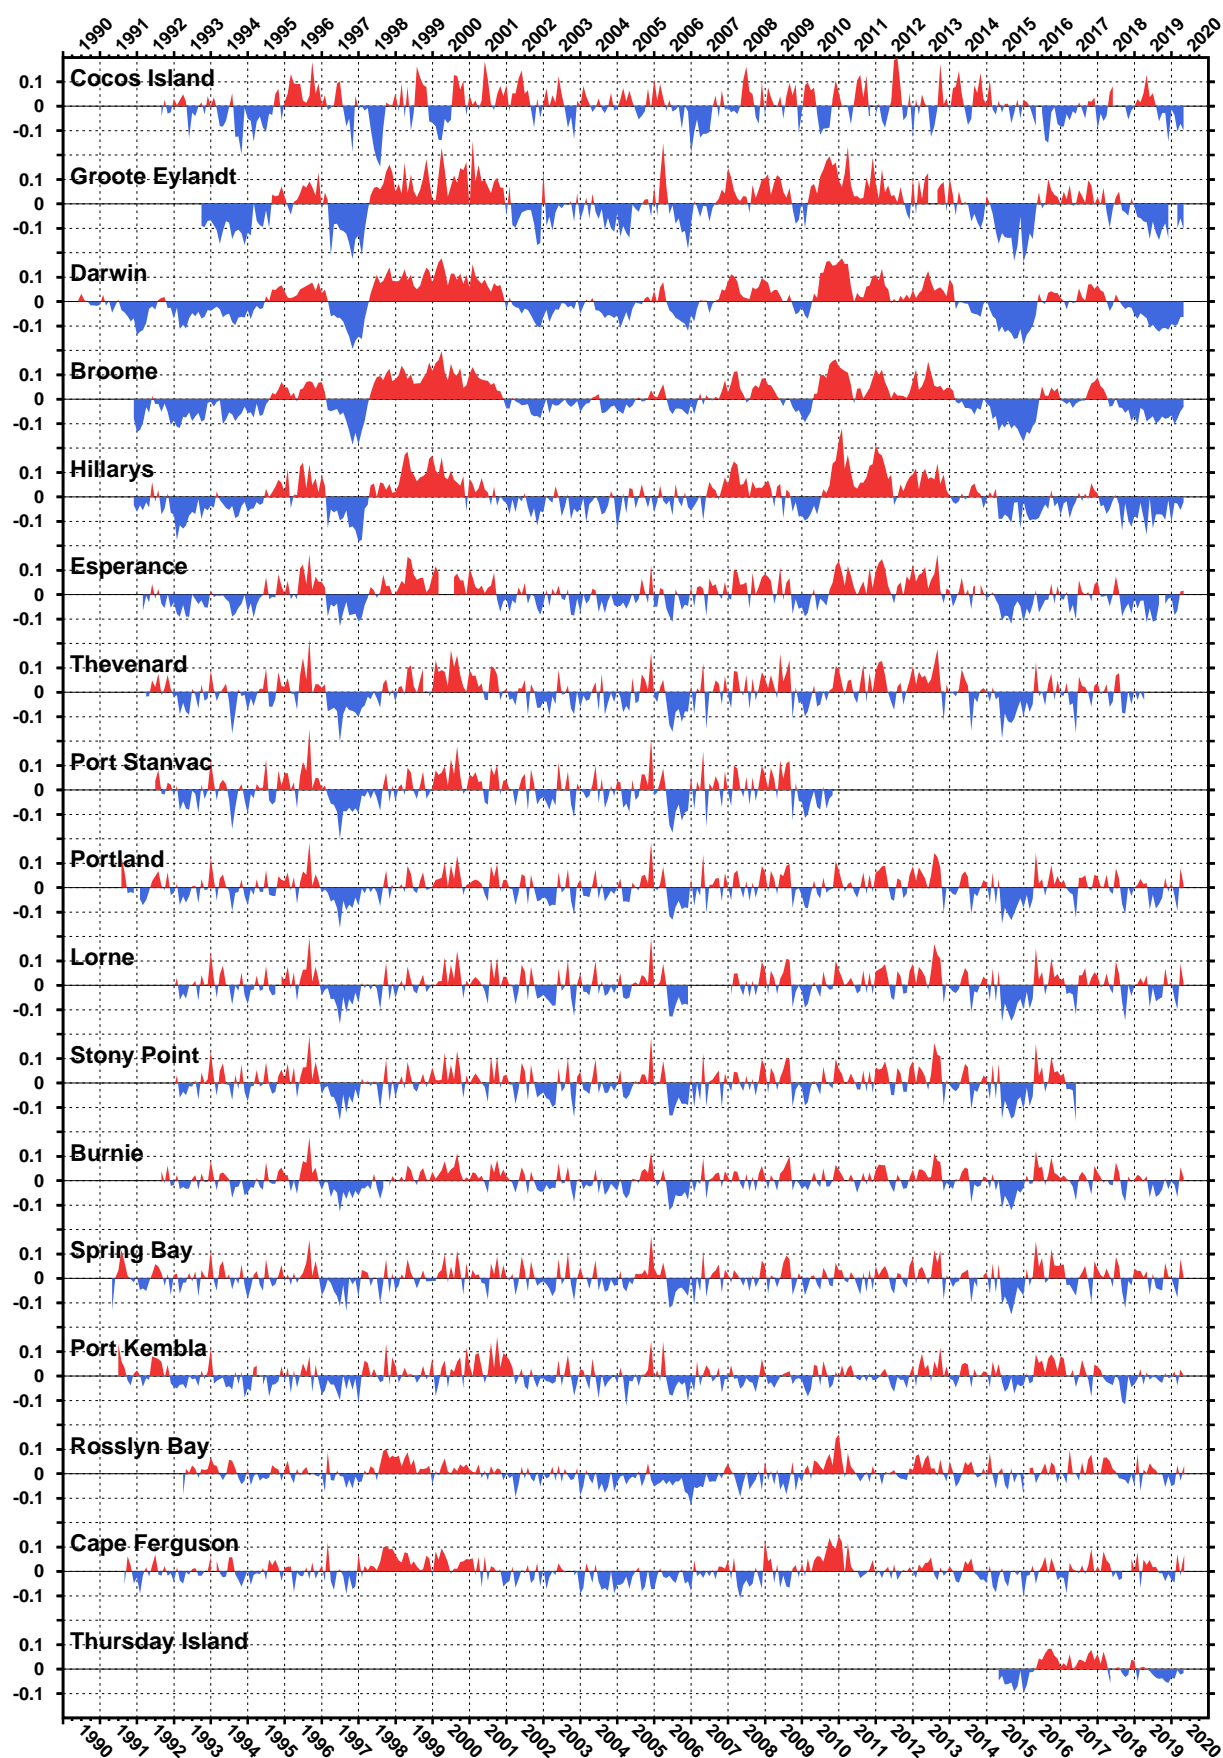 1990 1991 1992 1993 1994 1995 1996 1997 1998 1999 2000 2001 2002 2003 2004 2005 2006 2007 2008 2009 2010 2011 2012 2013 2014 2015 2016 2017 2018 2019 2020
0.1 Cocos Island
0
-0.1
0.1 Groote Eylandt
0
-0.1
0.1 Darwin
0
-0.1
0.1 Broome
0
-0.1
0.1 Hillarys
0
-0.1
0.1 Esperance
0
-0.1
0.1 Thevenard
0
-0.1
0.1 Port Stanvac
0
-0.1
0.1 Portland
0
-0.1
0.1 Lorne
0
-0.1
0.1 Stony Point
0
-0.1
0.1 Burnie
0
-0.1
0.1 Spring Bay
0
-0.1
0.1 Port Kembla
0
-0.1
0.1 Rosslyn Bay
0
-0.1
0.1 Cape Ferguson
0
-0.1
0.1 Thursday Island
0
-0.1
1990 1991 1992 1993 1994 1995 1996 1997 1998 1999 2000 2001 2002 2003 2004 2005 2006 2007 2008 2009 2010 2011 2012 2013 2014 2015 2016 2017 2018 2019 2020